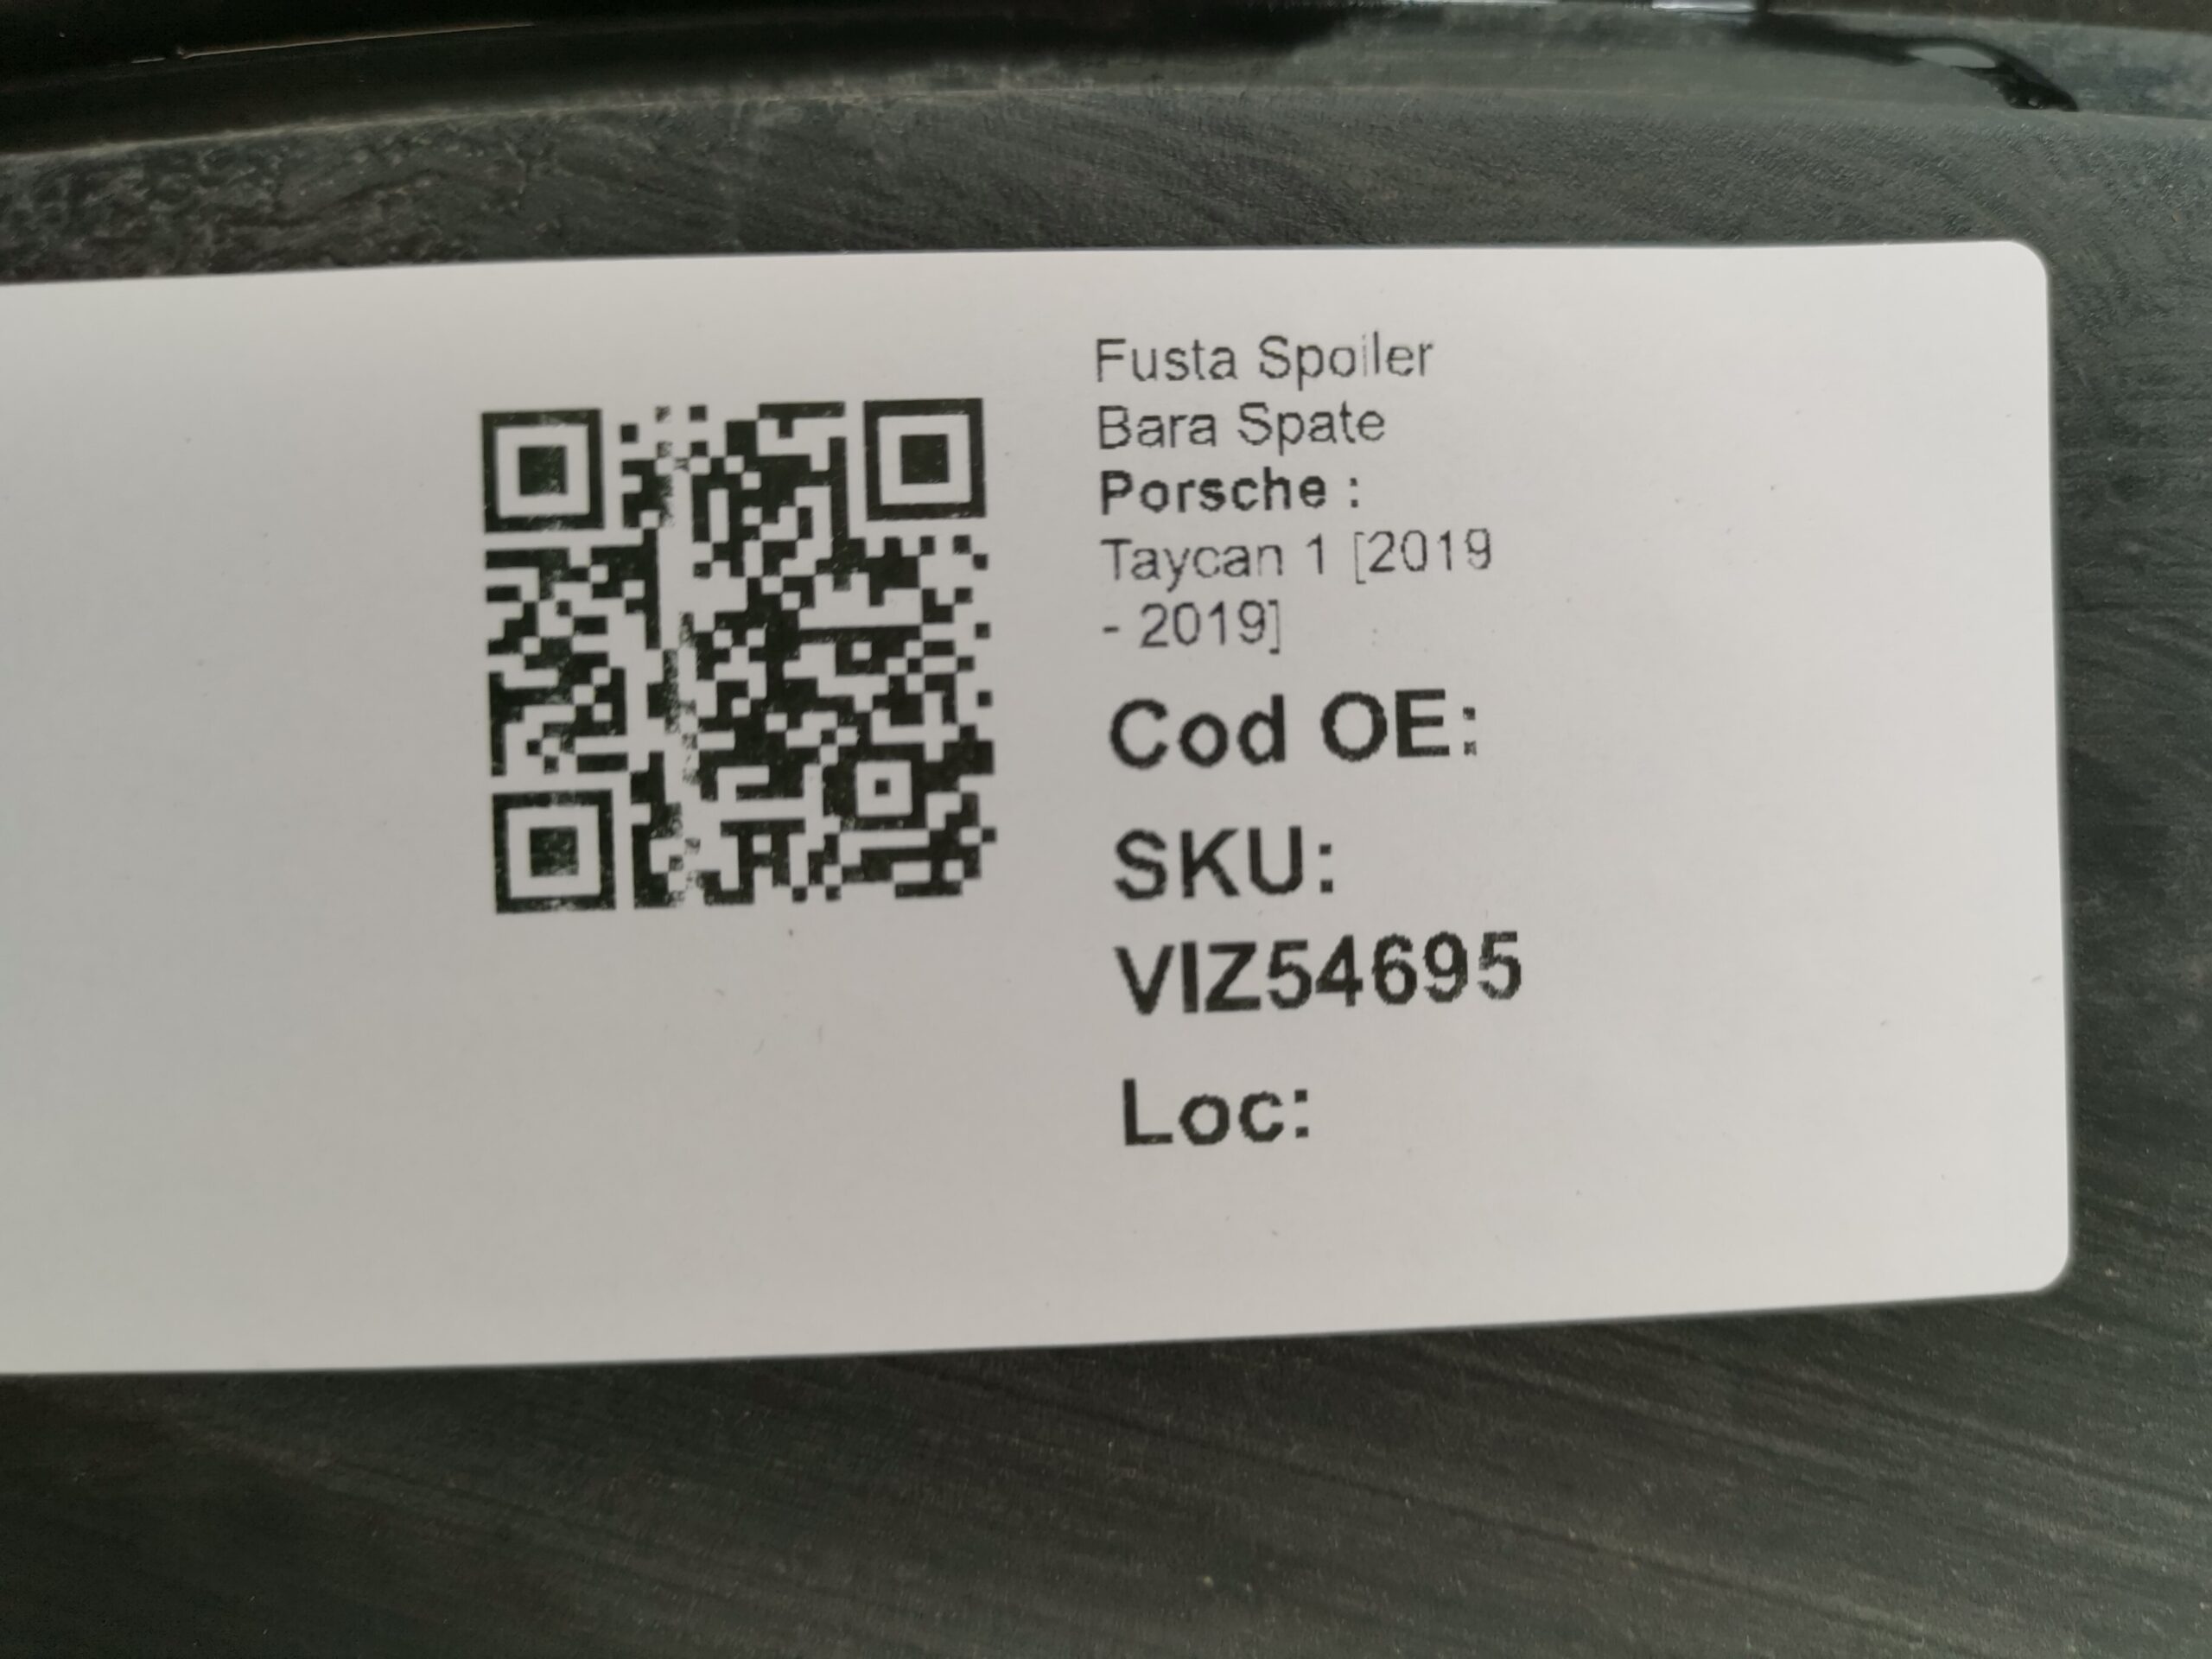 Fusta Spoiler
Bara Spate
Porsche :
Taycan 1 [2019
- 2019]
Cod OE:
SKU:
VIZ54695
Loc: